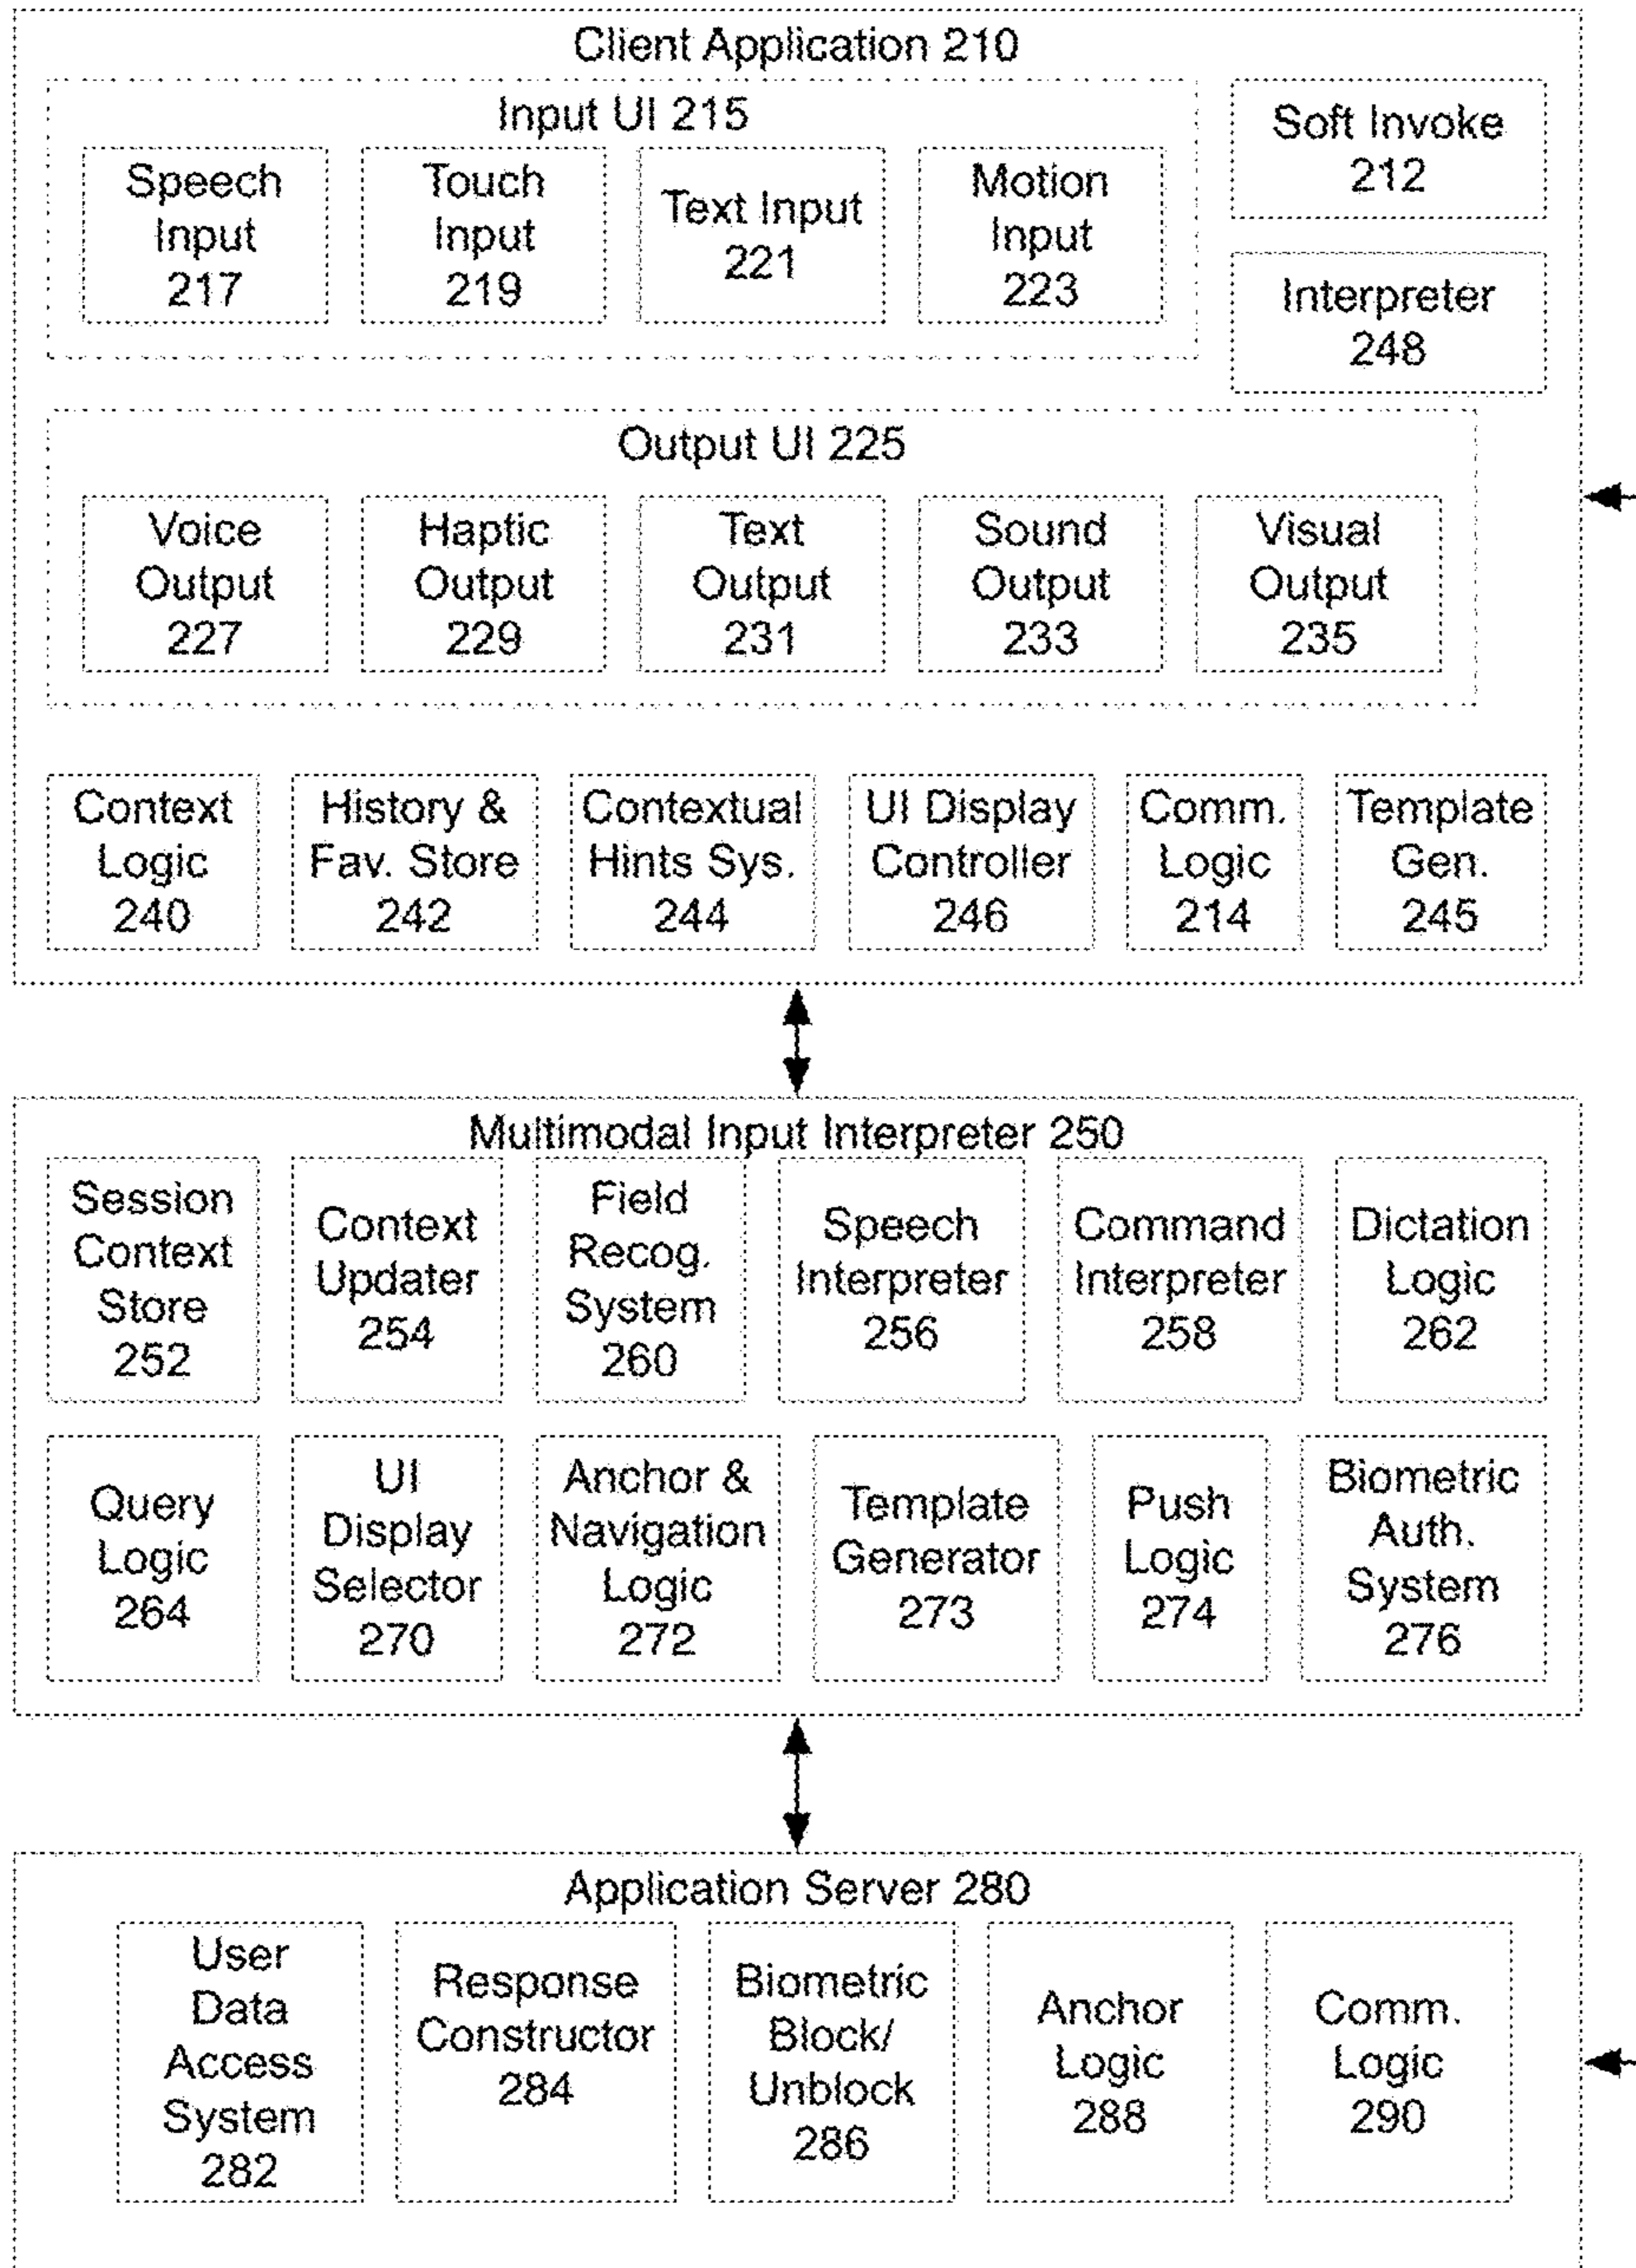 Client Application 210
Input UI 215
Speech
Input
217
Touch
Input
219
Text Input
221
Motion
Input
223
Soft Invoke
212
Interpreter
248
Output UI 225
Voice
Output
227
Haptic
Output
229
Text
Output
231
Sound
Output
233
Visual
Output
235
Context
Logic
240
History &
Fav. Store
242
Contextual
Hints Sys.
244
UI Display
Controller
246
Comm.
Logic
214
Template
Gen.
245
Multimodal Input Interpreter 250
Session
Context
Store
252
Context
Updater
254
Field
Recog.
System
260
Speech
Interpreter
256
Command
Interpreter
258
Dictation
Logic
262
Query
Logic
264
UI
Display
Selector
270
Anchor &
Navigation
Logic
272
Template
Generator
273
Push
Logic
274
Biometric
Auth.
System
276
Application Server 280
User
Data
Access
System
282
Response
Constructor
284
Biometric
Block/
Unblock
286
Anchor
Logic
288
Comm.
Logic
290